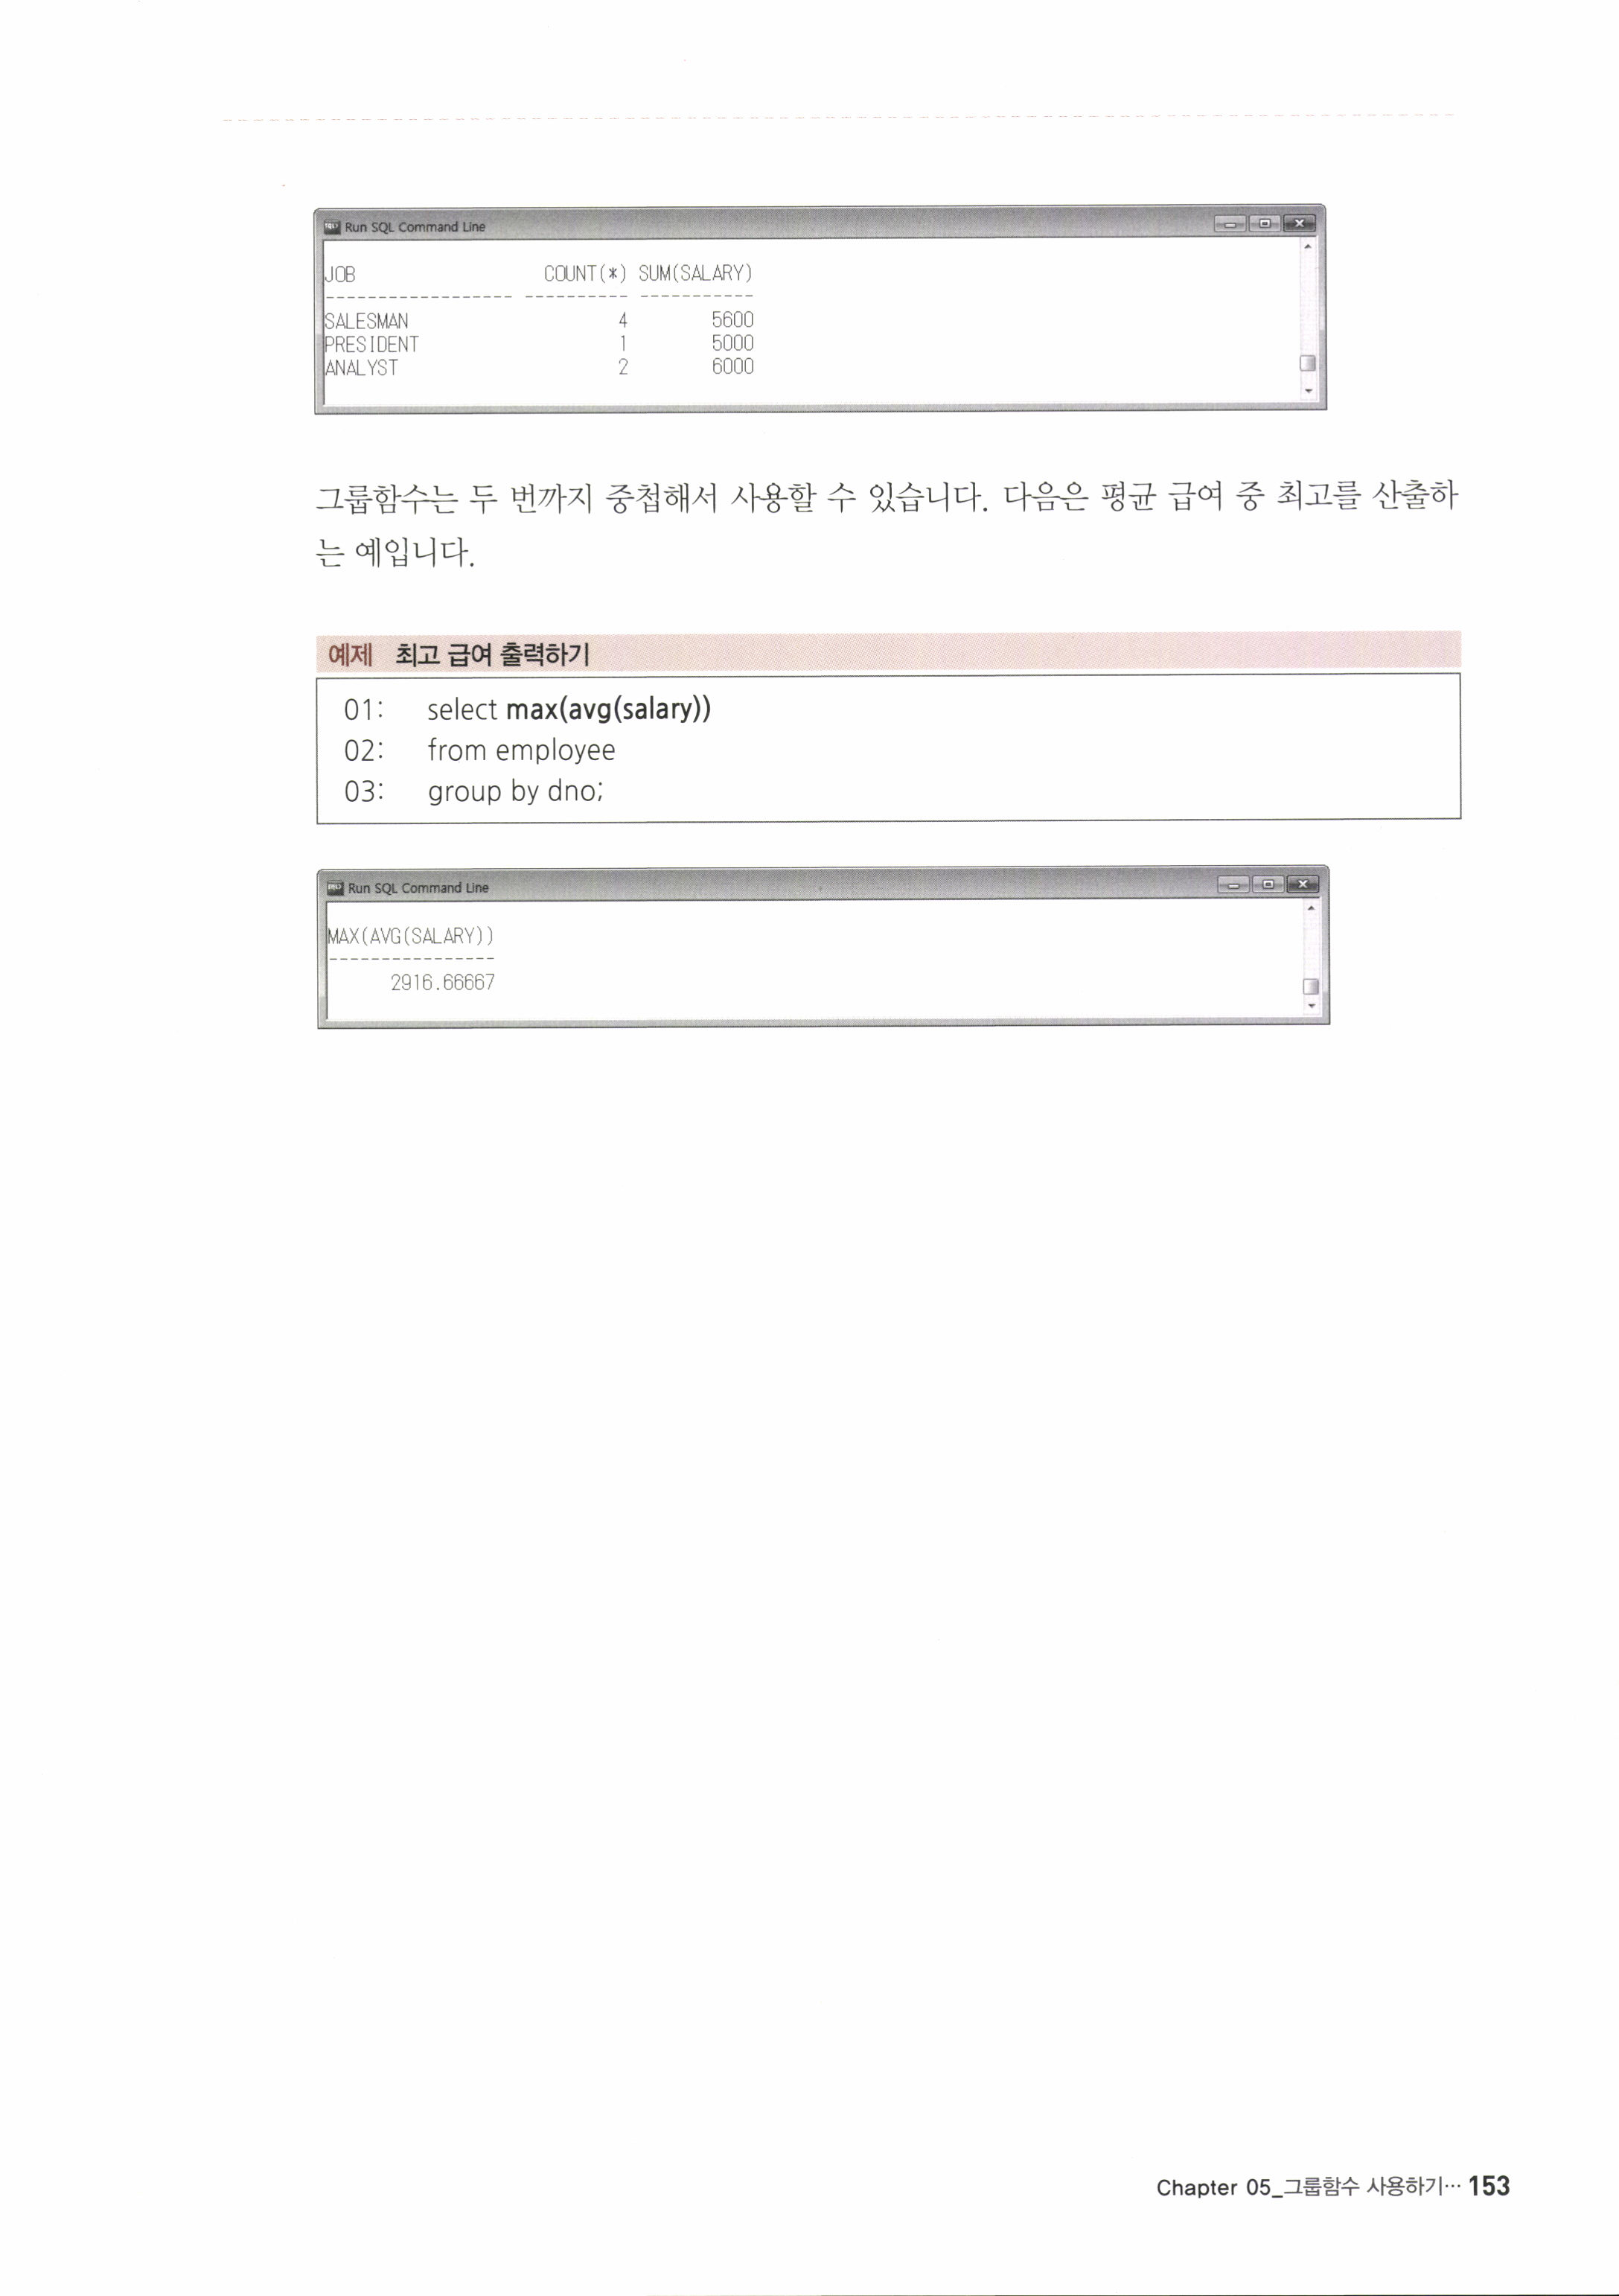 Run SQL Command Line
JOB COUNT(*) SUM(SALARY)
------------------ ---------- -----------
SALESMAN 4 5600
PRESIDENT 1 5000
ANALYST 2 6000
그룹함수는 두 번까지 중첩해서 사용할 수 있습니다. 다음은 평균 급여 중 최고를 산출하
는 예입니다.
예제 최고 급여 출력하기
01: select max(avg(salary))
02: from employee
03: group by dno;
Run SQL Command Line
MAX(AVG(SALARY))
----------------
2916.66667
Chapter 05_그룹함수 사용하기… 153